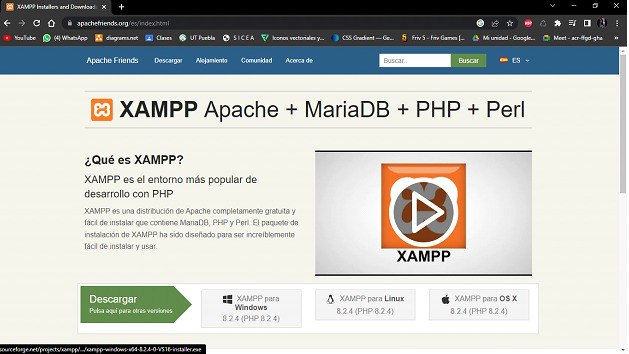 XAMPP Installers and Download
apachefriends.org/es/index.html
YouTube
(4) WhatsApp
diagrams.net
Clases
UT Puebla
S I C E A
Iconos vectoriales y...
CSS Gradient — Ge...
Friv 5 - Friv Games |...
Mi unidad - Google...
Meet - acr-ffgd-gha
Apache Friends
Descargar
Alojamiento
Comunidad
Acerca de
Buscar...
Buscar
ES
XAMPP Apache + MariaDB + PHP + Perl
¿Qué es XAMPP?
XAMPP es el entorno más popular de
desarrollo con PHP
XAMPP es una distribución de Apache completamente gratuita y
fácil de instalar que contiene MariaDB, PHP y Perl. El paquete
de instalación de XAMPP ha sido diseñado para ser increíblemente
fácil de instalar y usar.
XAMPP
Descargar
Pulsa aquí para otras versiones
XAMPP para
Windows
8.2.4 (PHP 8.2.4)
XAMPP para Linux
8.2.4 (PHP 8.2.4)
XAMPP para OS X
8.2.4 (PHP 8.2.4)
sourceforge.net/projects/xampp/.../xampp-windows-x64-8.2.4-0-VS16-installer.exe